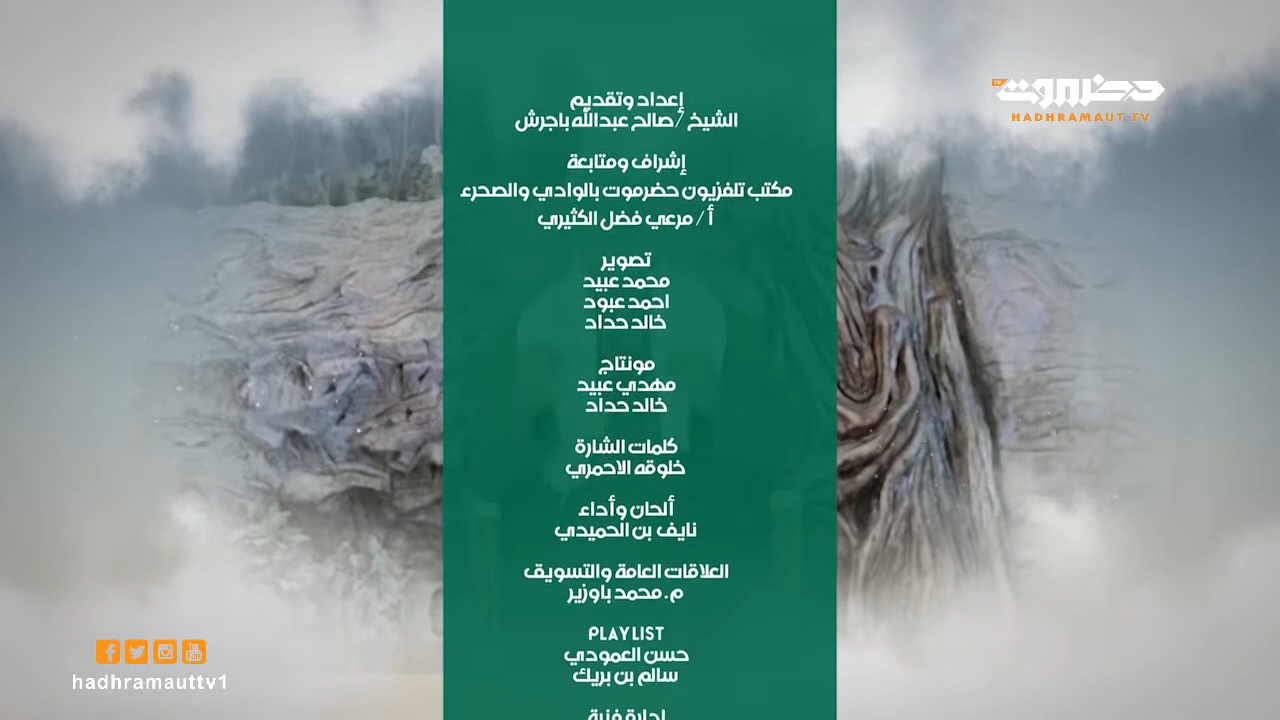 إعداد وتقديم
الشيخ / صالح عبدالله باجرش
إشراف ومتابعة
مكتب تلفزيون حضرموت بالوادي والصحرء
أ / مرعي فضل الكثيري
تصوير
محمد عبيد
احمد عبود
خالد حداد
مونتاج
مهدي عبيد
خالد حداد
كلمات الشارة
خلوقه الاحمري
ألحان وأداء
نايف بن الحميدي
العلاقات العامة والتسويق
م. محمد باوزير
PLAYLIST
حسن العمودي
سالم بن بريك
حضرموت TV
HADHRAMAUT TV
hadhramauttv1